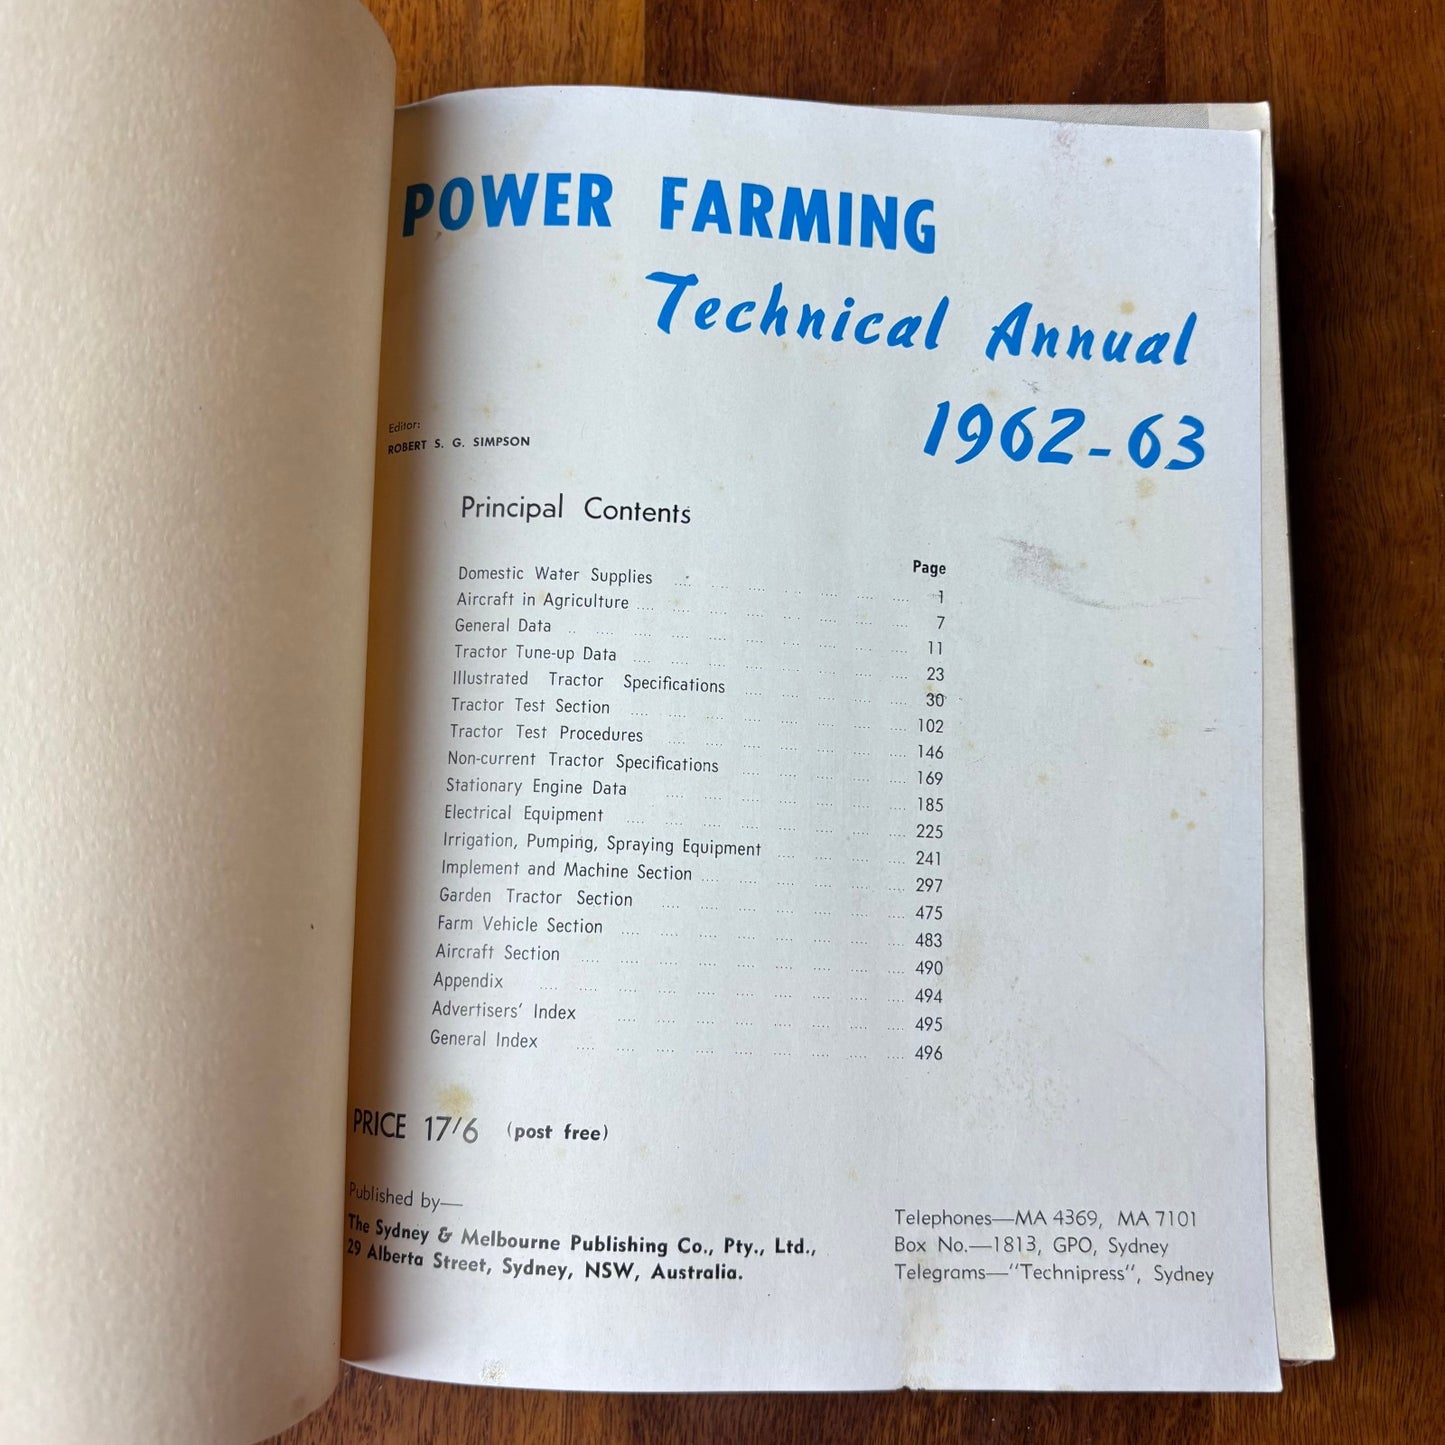 POWER FARMING
Technical Annual
1962-63
Editor:
ROBERT S. G. SIMPSON
Principal Contents
Page
Domestic Water Supplies .... .... .... .... .... .... .... 1
Aircraft in Agriculture .... .... .... .... .... .... .... 7
General Data .. .... .... .... .... .... .... .... .... 11
Tractor Tune-up Data .... .... .... .... .... .... .... 23
Illustrated Tractor Specifications .... .... .... .... .... 30
Tractor Test Section .... .... .... .... .... .... .... 102
Tractor Test Procedures .... .... .... .... .... .... 146
Non-current Tractor Specifications .... .... .... .... .... 169
Stationary Engine Data .... .... .... .... .... .... .... 185
Electrical Equipment .... .... .... .... .... .... .... .... 225
Irrigation, Pumping, Spraying Equipment .... .... .... .... 241
Implement and Machine Section .... .... .... .... .... .... 297
Garden Tractor Section .... .... .... .... .... .... .... 475
Farm Vehicle Section .... .... .... .... .... .... .... .... 483
Aircraft Section .... .... .... .... .... .... .... .... .... 490
Appendix .... .... .... .... .... .... .... .... .... .... 494
Advertisers' Index .... .... .... .... .... .... .... .... 495
General Index .... .... .... .... .... .... .... .... .... 496
PRICE 17/6 (post free)
Published by—
The Sydney & Melbourne Publishing Co., Pty., Ltd.,
29 Alberta Street, Sydney, NSW, Australia.
Telephones—MA 4369, MA 7101
Box No.—1813, GPO, Sydney
Telegrams—"Technipress", Sydney